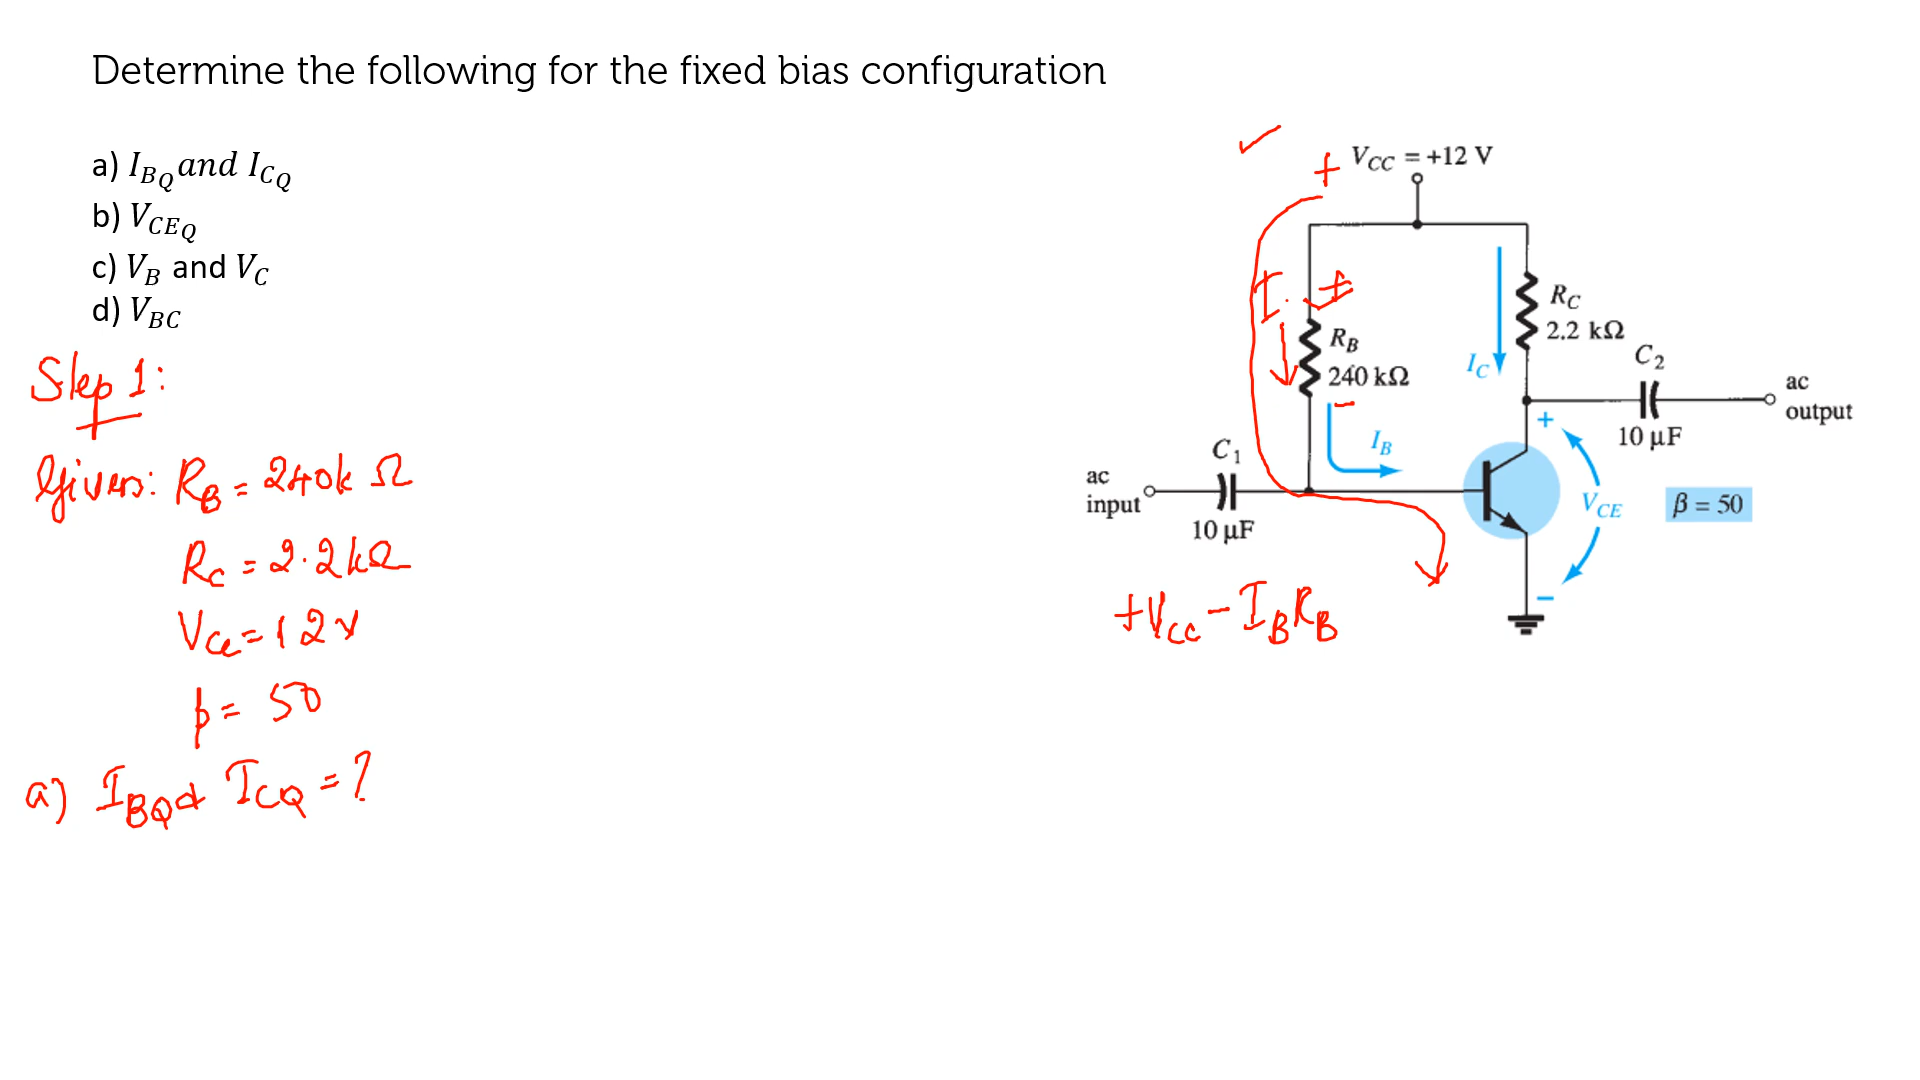 Determine the following for the fixed bias configuration
a) I_BQ and I_CQ
b) V_CEQ
c) V_B and V_C
d) V_BC
Step 1:
Given: R_B = 240k Ω
R_C = 2.2kΩ
V_CC = 12V
β = 50
a) I_BQ & I_CQ = ?
+ V_CC = +12 V
I +
R_B
240 kΩ
-
I_B
I_C
R_C
2.2 kΩ
C_2
10 μF
ac
output
C_1
10 μF
ac
input
+
V_CE
-
β = 50
+V_CC - I_B R_B